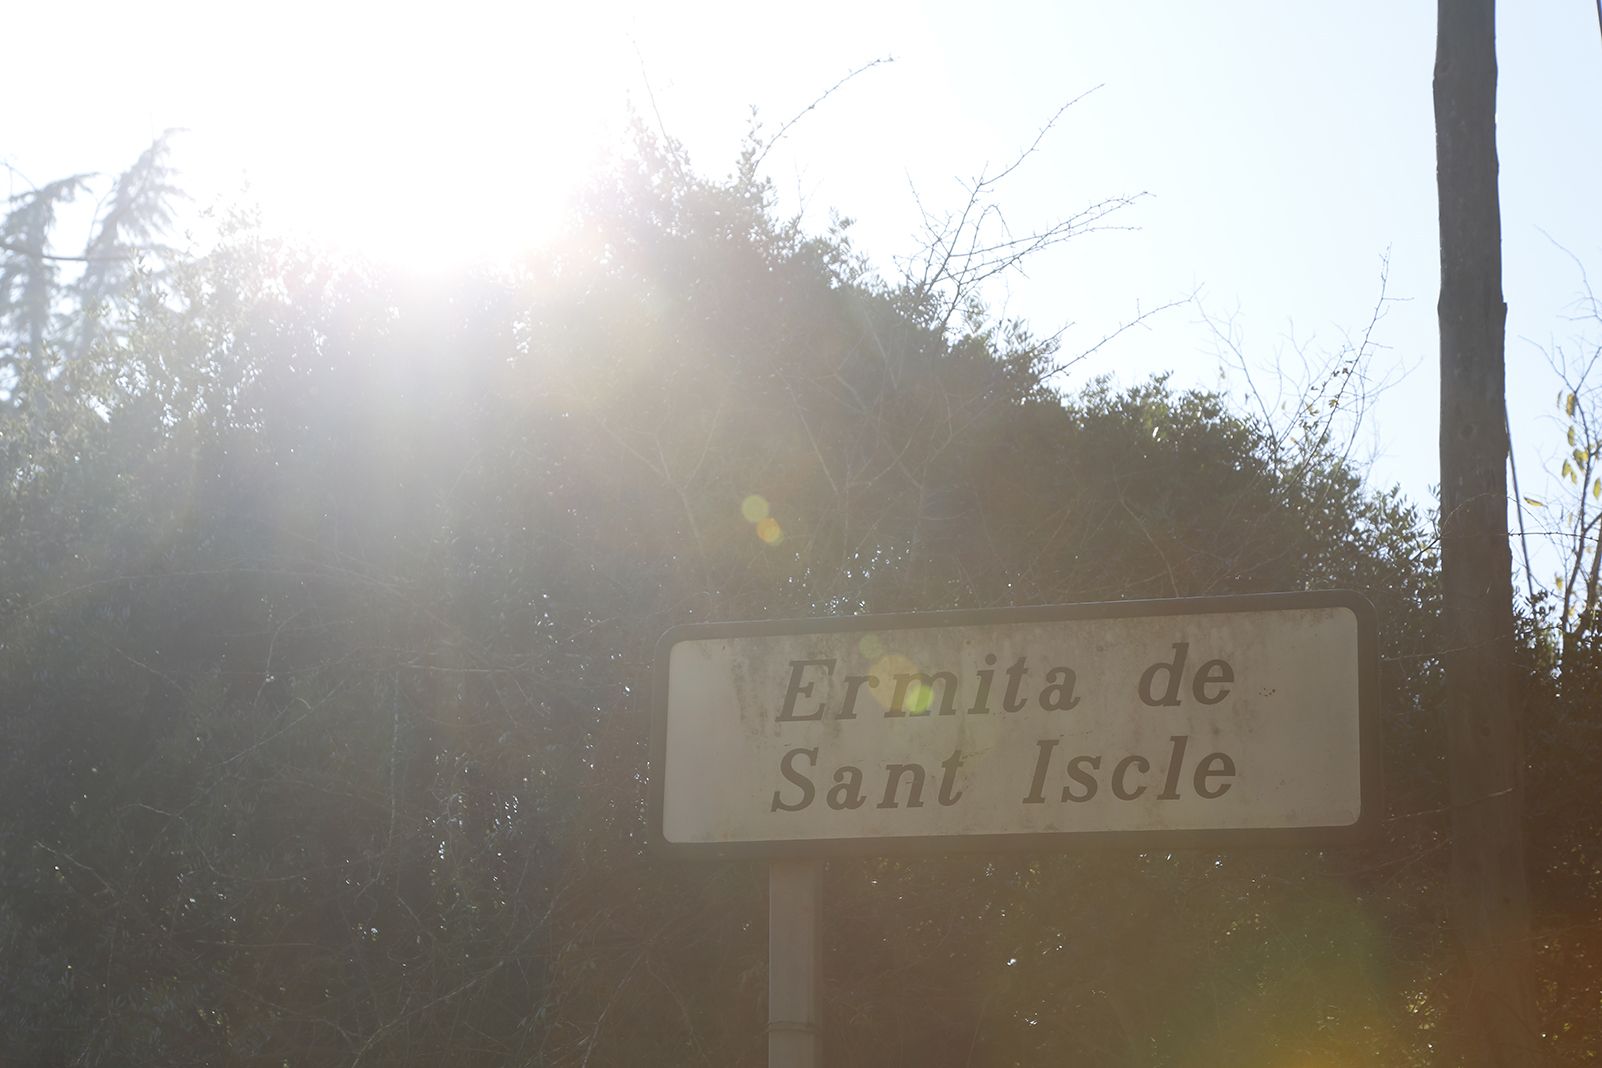 Ermita de
Sant Iscle